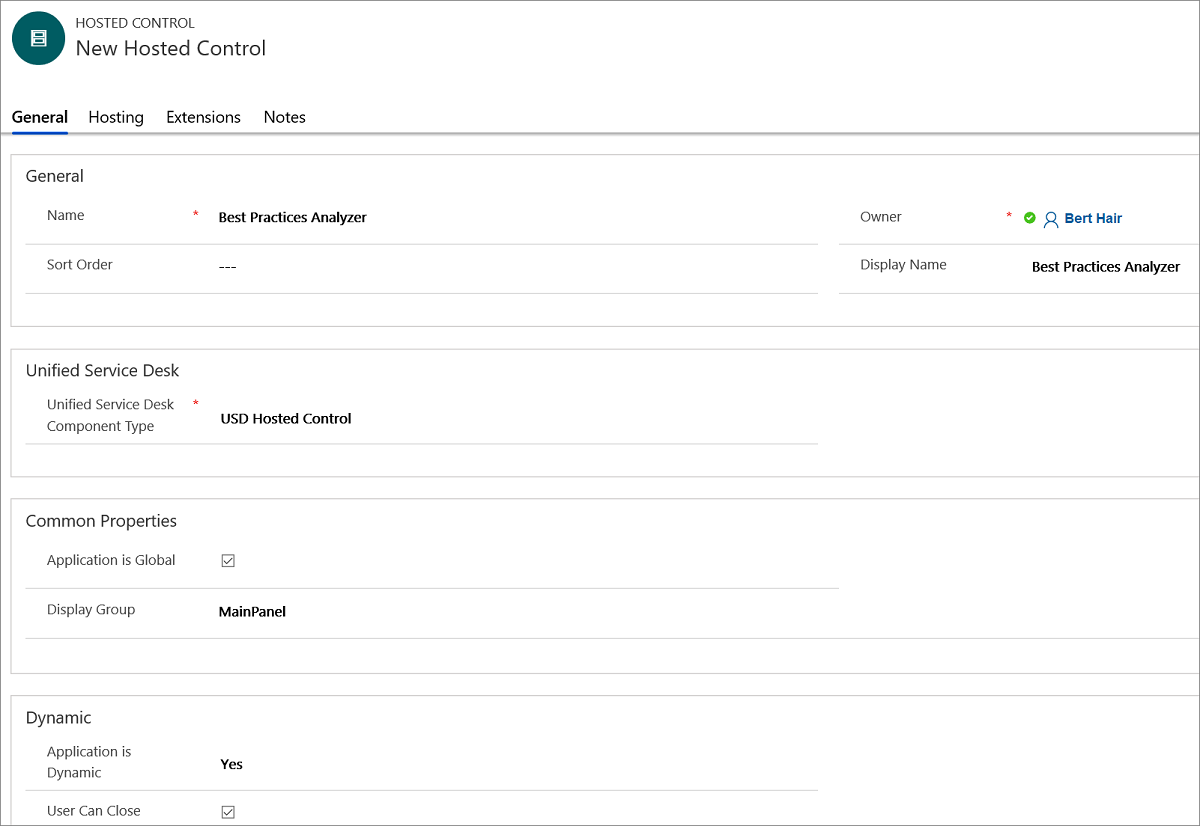 HOSTED CONTROL
New Hosted Control
General Hosting Extensions Notes
General
Name * Best Practices Analyzer
Owner * Bert Hair
Sort Order ---
Display Name Best Practices Analyzer
Unified Service Desk
Unified Service Desk *
Component Type
USD Hosted Control
Common Properties
Application is Global
Display Group MainPanel
Dynamic
Application is
Dynamic
Yes
User Can Close